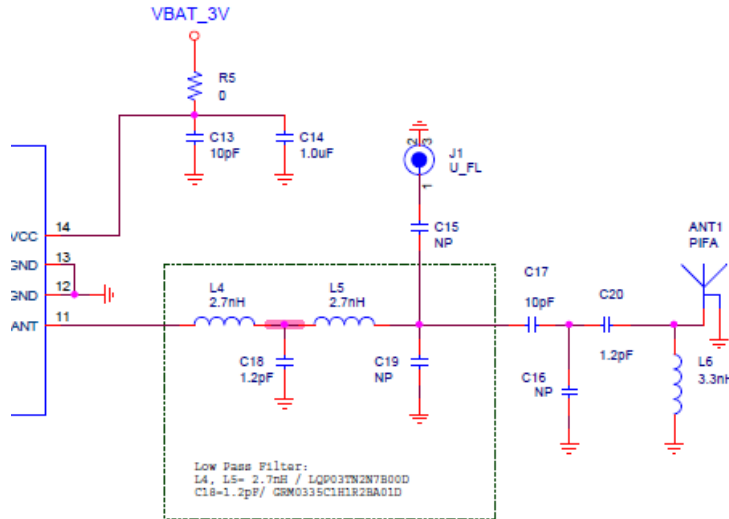 VBAT_3V
R5
0
C13
10pF
C14
1.0uF
2
3
J1
U_FL
1
C15
NP
VCC
14
GND
13
GND
12
ANT
11
L4
2.7nH
L5
2.7nH
C18
1.2pF
C19
NP
C17
10pF
C16
NP
C20
1.2pF
ANT1
PIFA
L6
3.3nH
Low Pass Filter:
L4, L5= 2.7nH / LQP03TN2N7B00D
C18=1.2pF/ GRM0335C1H1R2BA01D